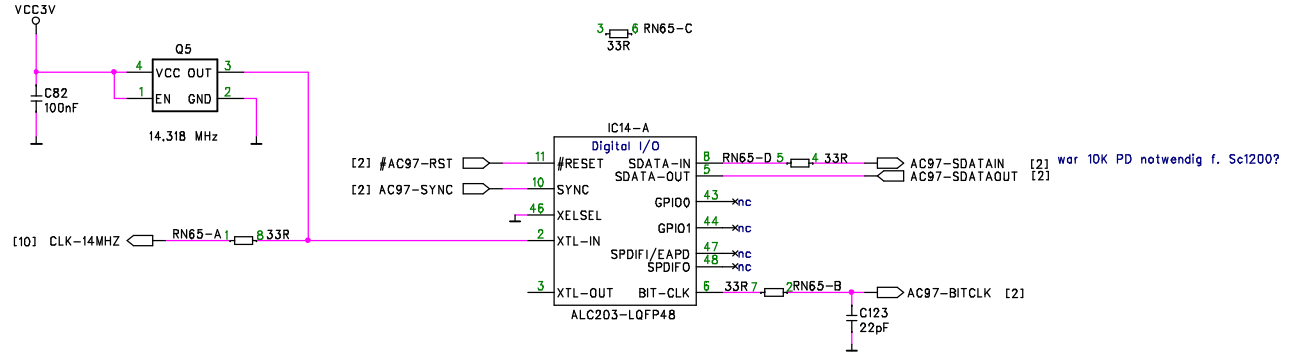 VCC3V
3 6 RN65-C
33R
Q5
4 VCC OUT 3
1 EN GND 2
C82
100nF
14,318 MHz
IC14-A
Digital I/O
[2] #AC97-RST 11 #RESET
SDATA-IN 8 RN65-D 5 4 33R AC97-SDATAIN [2] war 10K PD notwendig f. Sc1200?
SDATA-OUT 5 AC97-SDATAOUT [2]
[2] AC97-SYNC 10 SYNC
GPIO0 43 nc
46 XELSEL
GPIO1 44 nc
[10] CLK-14MHZ RN65-A 1 8 33R 2 XTL-IN
SPDIFI/EAPD 47 nc
SPDIFO 48 nc
3 XTL-OUT BIT-CLK 6 33R 7 2 RN65-B AC97-BITCLK [2]
ALC203-LQFP48
C123
22pF